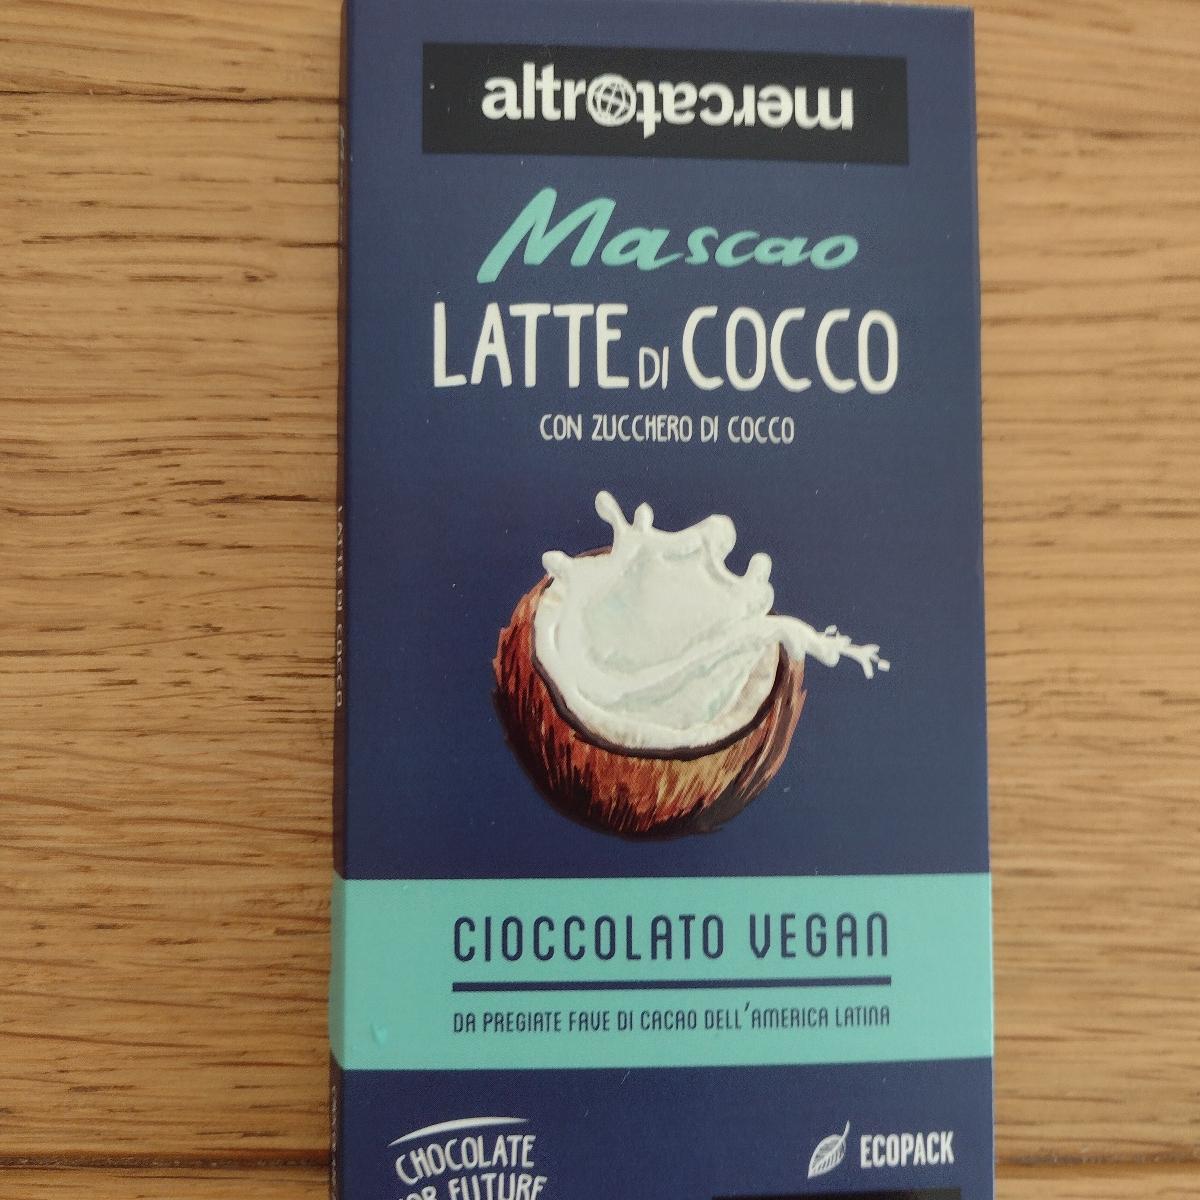 altromercato
Mascao
LATTE DI COCCO
CON ZUCCHERO DI COCCO
LATTE DI COCCO
CIOCCOLATO VEGAN
DA PREGIATE FAVE DI CACAO DELL'AMERICA LATINA
CHOCOLATE
FOR FUTURE
ECOPACK